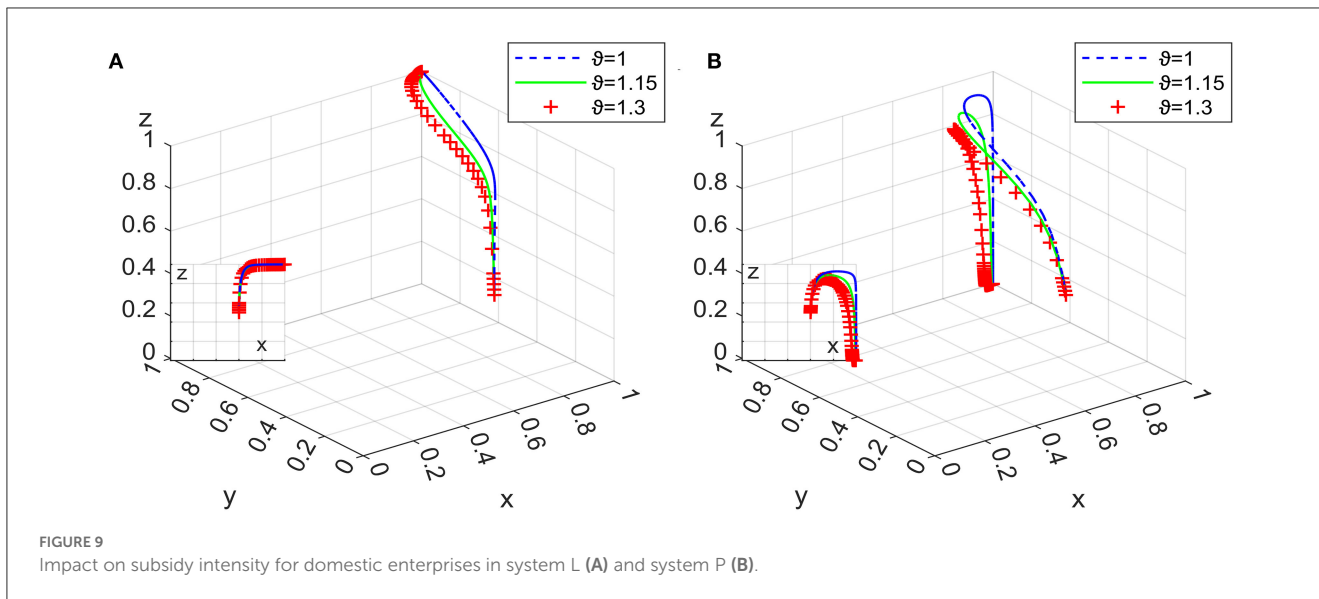 A
ϑ=1
ϑ=1.15
ϑ=1.3
z
1
0.8
0.6
0.4
0.2
0
z
x
1
0.8
0.6
0.4
0.2
0
y
0
0.2
0.4
0.6
0.8
1
x
B
ϑ=1
ϑ=1.15
ϑ=1.3
z
1
0.8
0.6
0.4
0.2
0
z
x
1
0.8
0.6
0.4
0.2
0
y
0
0.2
0.4
0.6
0.8
1
x
FIGURE 9
Impact on subsidy intensity for domestic enterprises in system L (A) and system P (B).